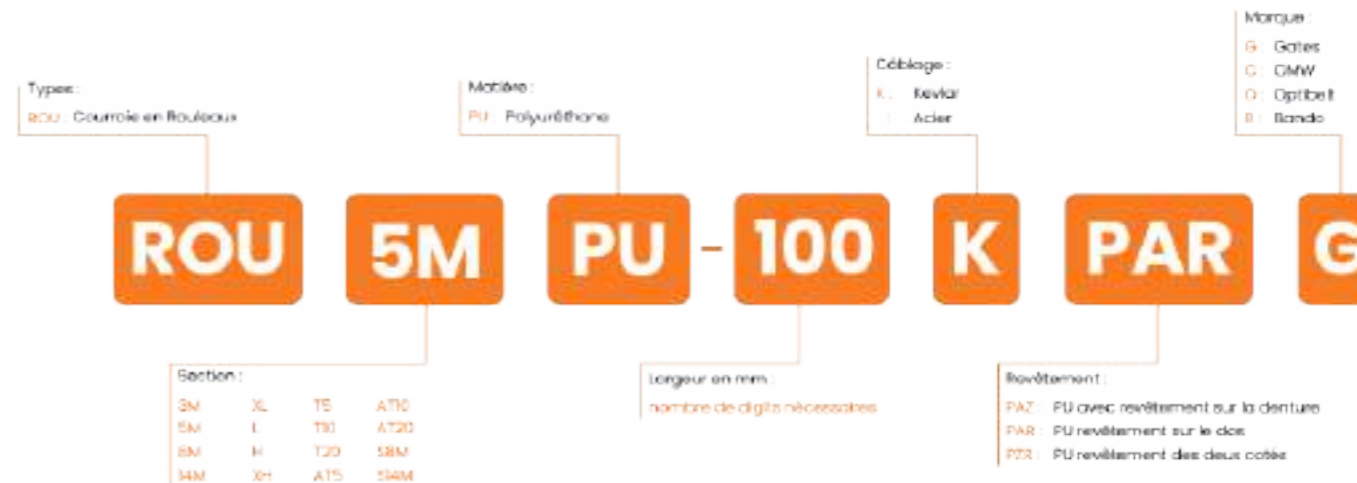 Types :
ROU : Courroie en Rouleaux
Matière :
PU : Polyuréthane
Câblage :
K : Kevlar
: Acier
Marque :
G : Gates
C : CMW
O : Optibelt
B : Bando
ROU 5M PU - 100 K PAR G
Section :
3M XL T5 AT10
5M L T10 AT20
8M H T20 S8M
14M XH AT5 S14M
Largeur en mm :
nombre de digits nécessaires
Revêtement :
PAZ : PU avec revêtement sur la denture
PAR : PU revêtement sur le dos
PZR : PU revêtement des deux cotés